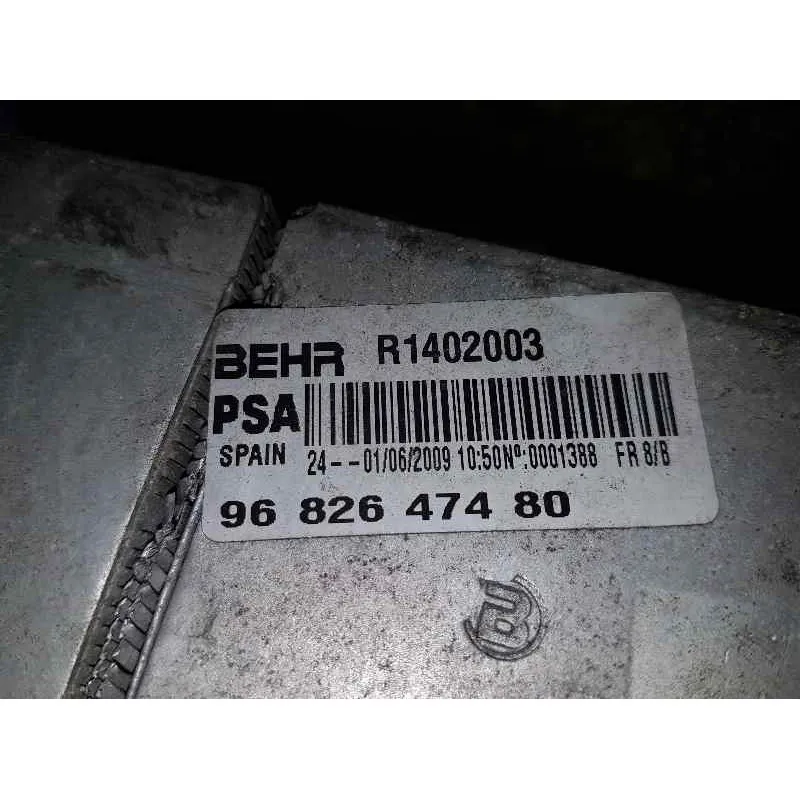 BEHR R1402003
PSA
SPAIN 24--01/06/2009 10:50Nº:0001388 FR 8/B
96 826 474 80